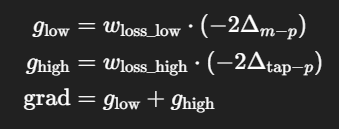 g_low = w_loss_low · (−2Δ_m−p)
g_high = w_loss_high · (−2Δ_tap−p)
grad = g_low + g_high